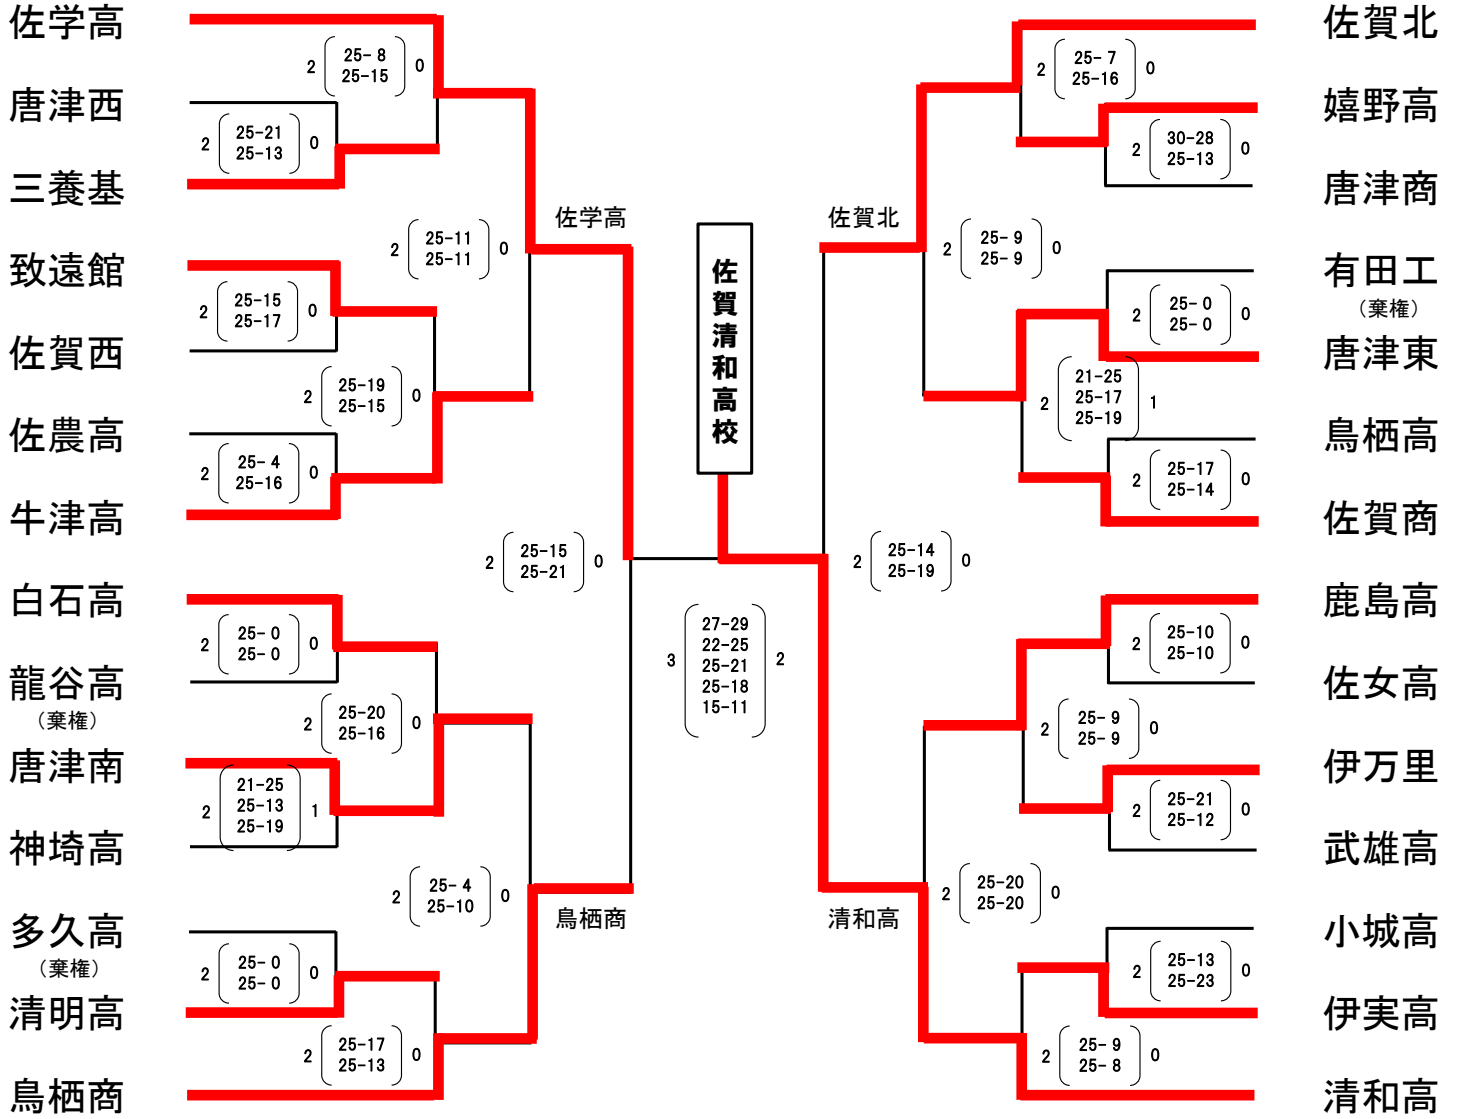 佐学高
2 25- 8 0
25-15
唐津西
2 25-21 0
25-13
三養基
2 25-11 0
25-11
致遠館
2 25-15 0
25-17
佐賀西
2 25-19 0
25-15
佐農高
2 25- 4 0
25-16
牛津高
佐学高
2 25-15 0
25-21
白石高
2 25- 0 0
25- 0
龍谷高
（棄権）
2 25-20 0
25-16
唐津南
2 21-25 1
25-13
25-19
神埼高
2 25- 4 0
25-10
多久高
（棄権）
2 25- 0 0
25- 0
清明高
2 25-17 0
25-13
鳥栖商
鳥栖商
佐賀清和高校
3 27-29 2
22-25
25-21
25-18
15-11
佐賀北
2 25-14 0
25-19
清和高
佐賀北
2 25- 7 0
25-16
嬉野高
2 30-28 0
25-13
唐津商
2 25- 9 0
25- 9
有田工
（棄権）
2 25- 0 0
25- 0
唐津東
2 21-25 1
25-17
25-19
鳥栖高
2 25-17 0
25-14
佐賀商
鹿島高
2 25-10 0
25-10
佐女高
2 25- 9 0
25- 9
伊万里
2 25-21 0
25-12
武雄高
2 25-20 0
25-20
小城高
2 25-13 0
25-23
伊実高
2 25- 9 0
25- 8
清和高